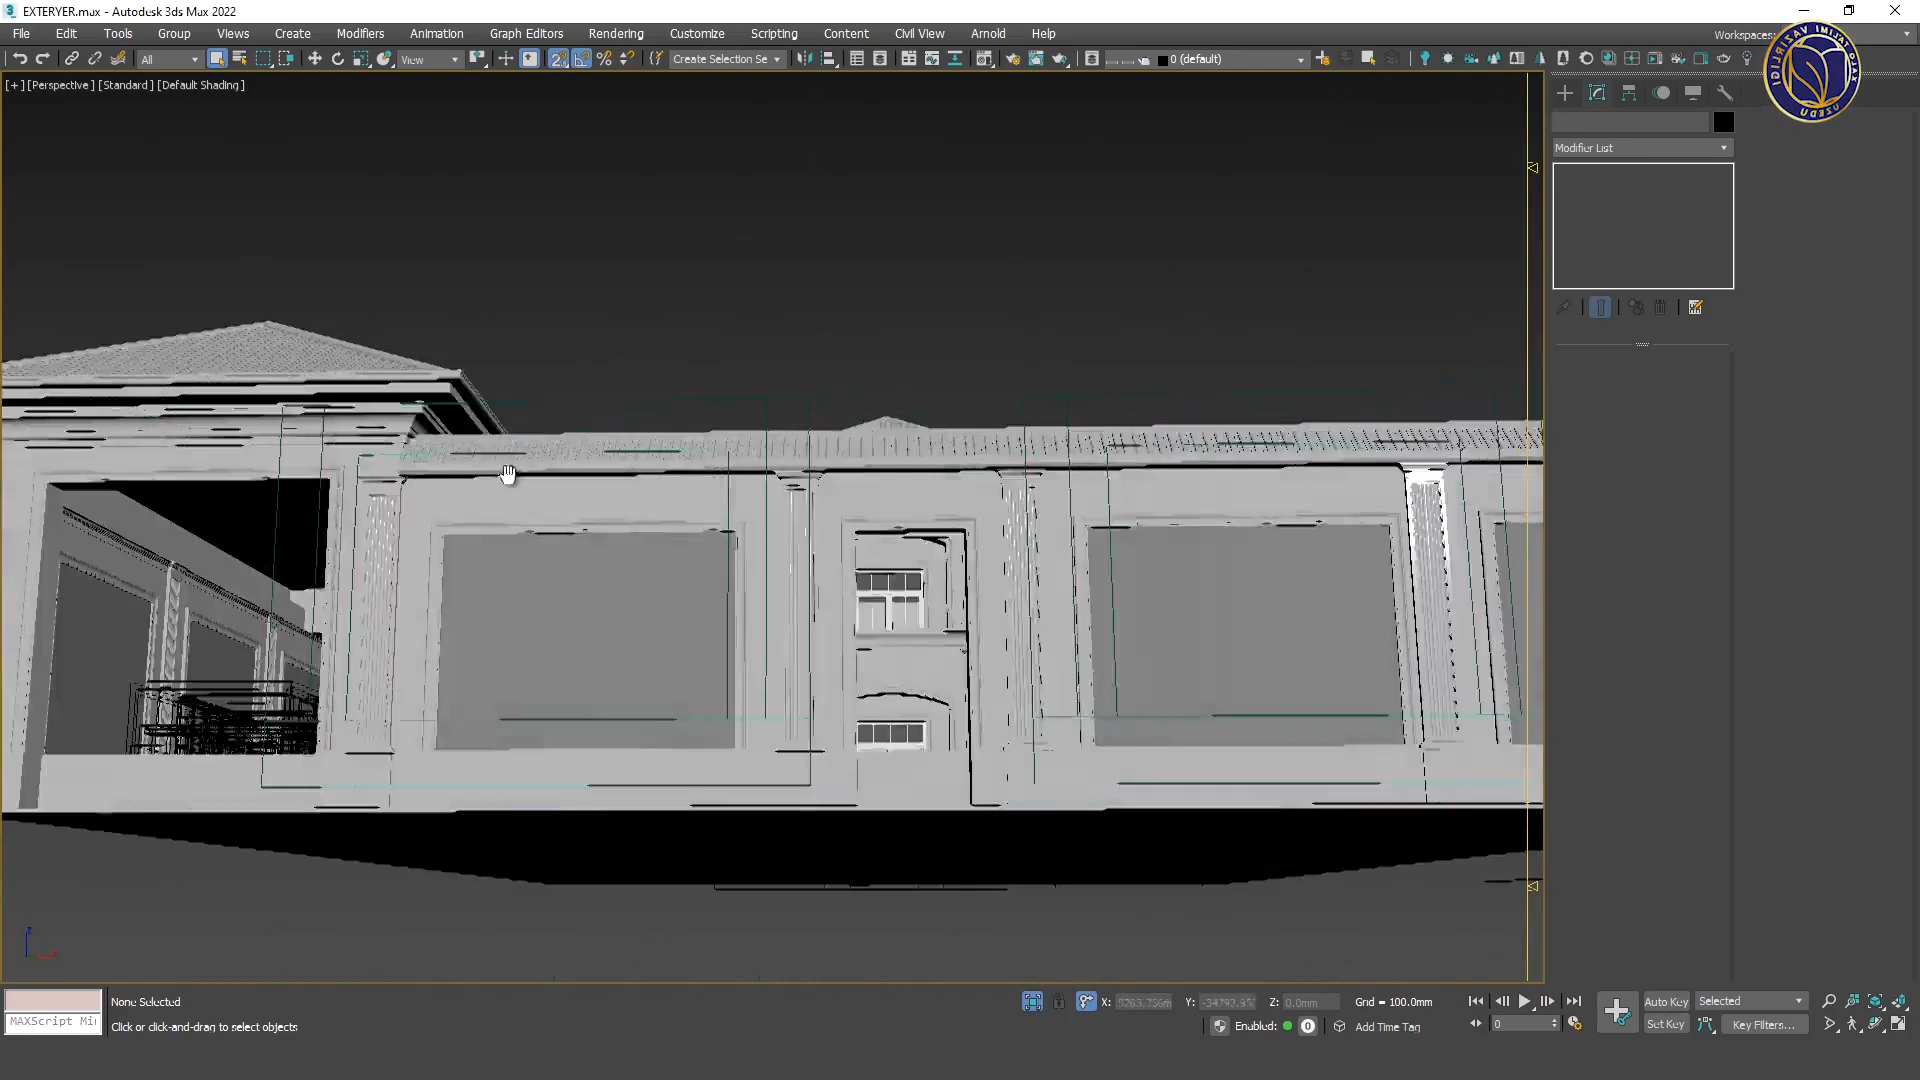 EXTERYER.max - Autodesk 3ds Max 2022
File Edit Tools Group Views Create Modifiers Animation Graph Editors Rendering Customize Scripting Content Civil View Arnold Help
Workspaces:
All
View
Create Selection Se
0 (default)
[+] [Perspective] [Standard] [Default Shading]
Modifier List
None Selected
Click or click-and-drag to select objects
MAXScript Mi
X:
Y:
Z: 0.0mm
Grid = 100.0mm
Enabled:
0
Add Time Tag
0
Auto Key
Selected
Set Key
Key Filters...